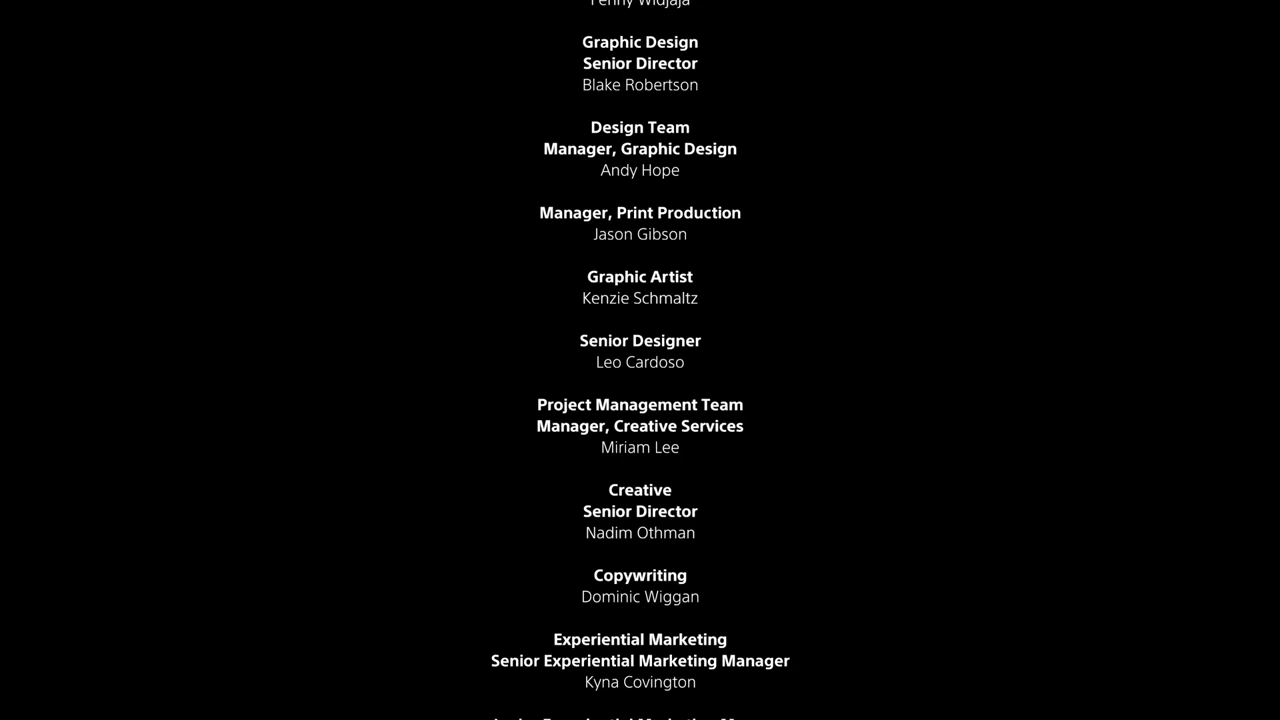 Penny Widjaja
Graphic Design
Senior Director
Blake Robertson
Design Team
Manager, Graphic Design
Andy Hope
Manager, Print Production
Jason Gibson
Graphic Artist
Kenzie Schmaltz
Senior Designer
Leo Cardoso
Project Management Team
Manager, Creative Services
Miriam Lee
Creative
Senior Director
Nadim Othman
Copywriting
Dominic Wiggan
Experiential Marketing
Senior Experiential Marketing Manager
Kyna Covington